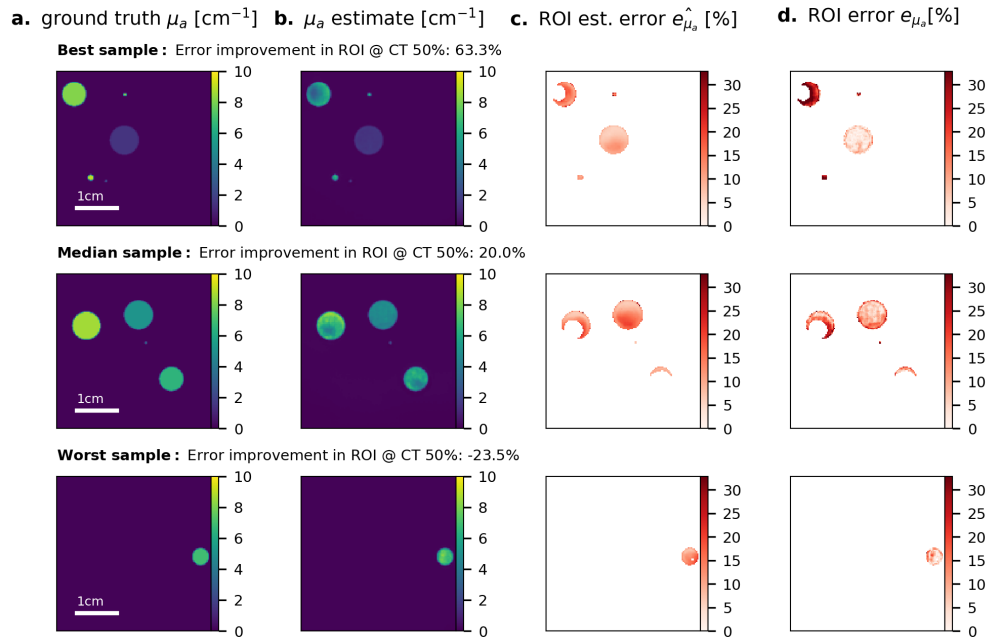 a. ground truth μa [cm−1] b. μa estimate [cm−1] c. ROI est. error êμa [%] d. ROI error eμa[%]
Best sample: Error improvement in ROI @ CT 50%: 63.3%
10 10 30 30
8 8 25 25
6 6 20 20
4 4 15 15
2 2 10 10
0 0 5 5
0 0
1cm
Median sample: Error improvement in ROI @ CT 50%: 20.0%
10 10 30 30
8 8 25 25
6 6 20 20
4 4 15 15
2 2 10 10
0 0 5 5
0 0
1cm
Worst sample: Error improvement in ROI @ CT 50%: -23.5%
10 10 30 30
8 8 25 25
6 6 20 20
4 4 15 15
2 2 10 10
0 0 5 5
0 0
1cm